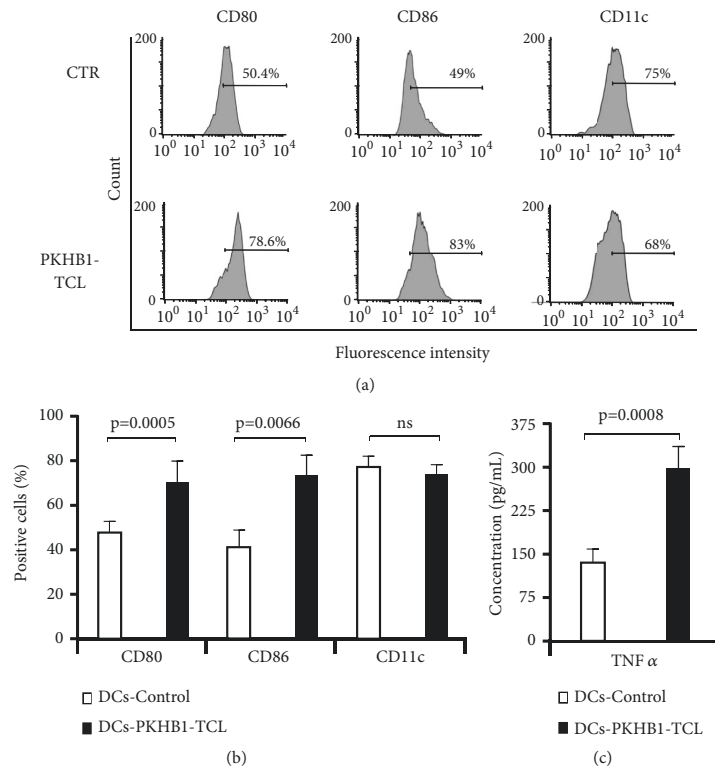 CD80 CD86 CD11c
CTR
200 200 200
50.4% 49% 75%
0 0 0
10^0 10^1 10^2 10^3 10^4 10^0 10^1 10^2 10^3 10^4 10^0 10^1 10^2 10^3 10^4
Count
PKHB1-
TCL
200 200 200
78.6% 83% 68%
0 0 0
10^0 10^1 10^2 10^3 10^4 10^0 10^1 10^2 10^3 10^4 10^0 10^1 10^2 10^3 10^4
Fluorescence intensity
(a)
Positive cells (%)
100
80
60
40
20
0
p=0.0005 p=0.0066 ns
CD80 CD86 CD11c
DCs-Control
DCs-PKHB1-TCL
(b)
Concentration (pg/mL)
375
300
225
150
75
0
p=0.0008
TNF α
DCs-Control
DCs-PKHB1-TCL
(c)